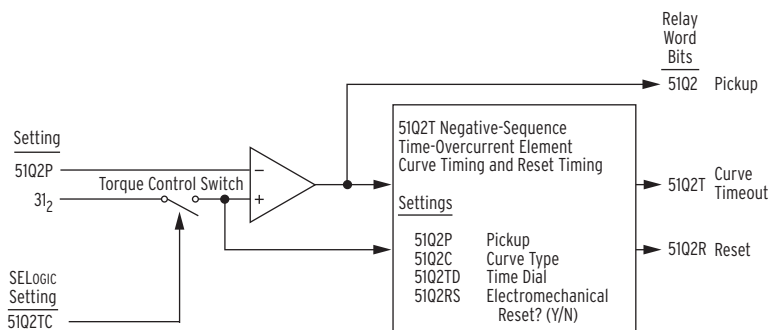 Relay
Word
Bits
51Q2 Pickup
Setting
51Q2P
Torque Control Switch
3I2
–
+
51Q2T Negative-Sequence
Time-Overcurrent Element
Curve Timing and Reset Timing
Settings
51Q2P Pickup
51Q2C Curve Type
51Q2TD Time Dial
51Q2RS Electromechanical
Reset? (Y/N)
51Q2T Curve
Timeout
51Q2R Reset
SELOGIC
Setting
51Q2TC